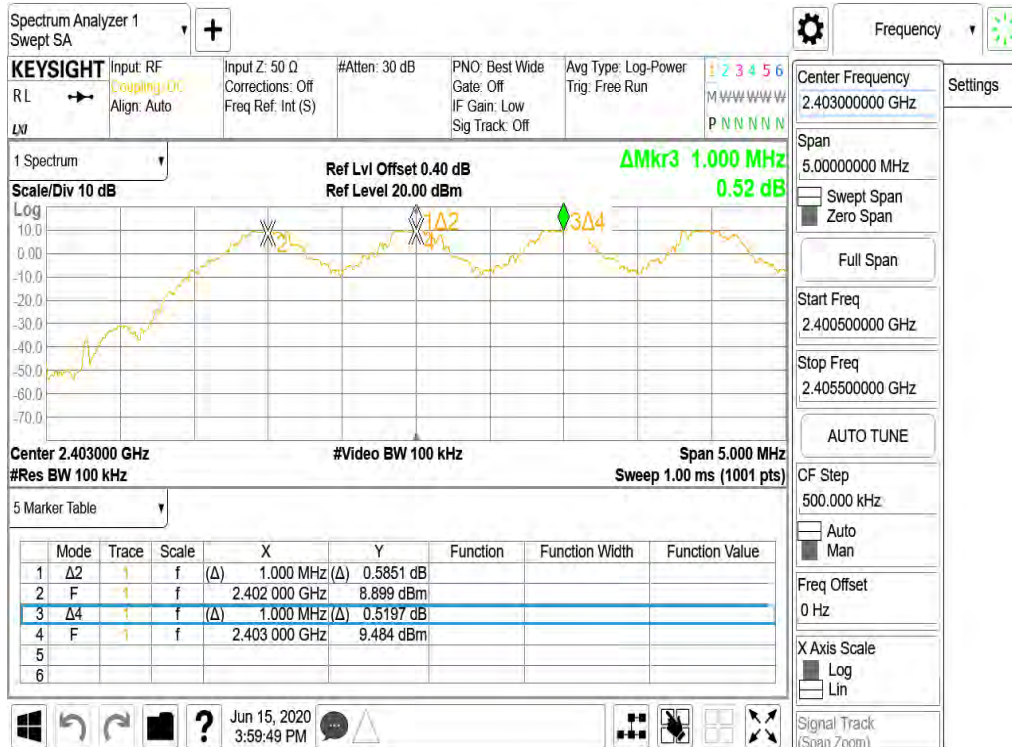 Spectrum Analyzer 1
Swept SA
+
Frequency
KEYSIGHT
RL
LXI
Input: RF
Coupling: DC
Align: Auto
Input Z: 50 Ω
Corrections: Off
Freq Ref: Int (S)
#Atten: 30 dB
PNO: Best Wide
Gate: Off
IF Gain: Low
Sig Track: Off
Avg Type: Log-Power
Trig: Free Run
1 2 3 4 5 6
M W W W W W
P N N N N N
1 Spectrum
Scale/Div 10 dB
Ref Lvl Offset 0.40 dB
Ref Level 20.00 dBm
ΔMkr3 1.000 MHz
0.52 dB
Log
10.0
0.00
-10.0
-20.0
-30.0
-40.0
-50.0
-60.0
-70.0
2
1Δ2
4
3Δ4
Center 2.403000 GHz
#Video BW 100 kHz
Span 5.000 MHz
#Res BW 100 kHz
Sweep 1.00 ms (1001 pts)
5 Marker Table
Mode Trace Scale X Y Function Function Width Function Value
1 Δ2 1 f (Δ) 1.000 MHz (Δ) 0.5851 dB
2 F 1 f 2.402 000 GHz 8.899 dBm
3 Δ4 1 f (Δ) 1.000 MHz (Δ) 0.5197 dB
4 F 1 f 2.403 000 GHz 9.484 dBm
5
6
?
Jun 15, 2020
3:59:49 PM
Center Frequency
2.403000000 GHz
Settings
Span
5.00000000 MHz
Swept Span
Zero Span
Full Span
Start Freq
2.400500000 GHz
Stop Freq
2.405500000 GHz
AUTO TUNE
CF Step
500.000 kHz
Auto
Man
Freq Offset
0 Hz
X Axis Scale
Log
Lin
Signal Track
(Span Zoom)